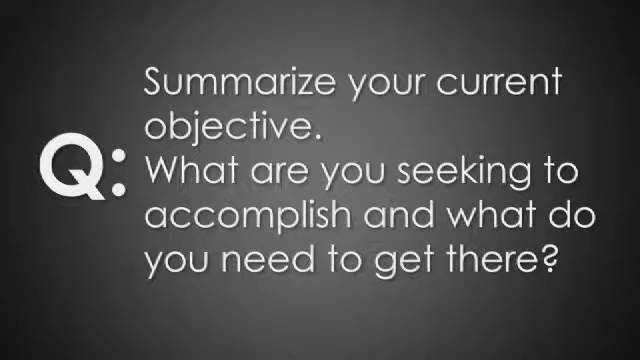 Q:
Summarize your current
objective.
What are you seeking to
accomplish and what do
you need to get there?